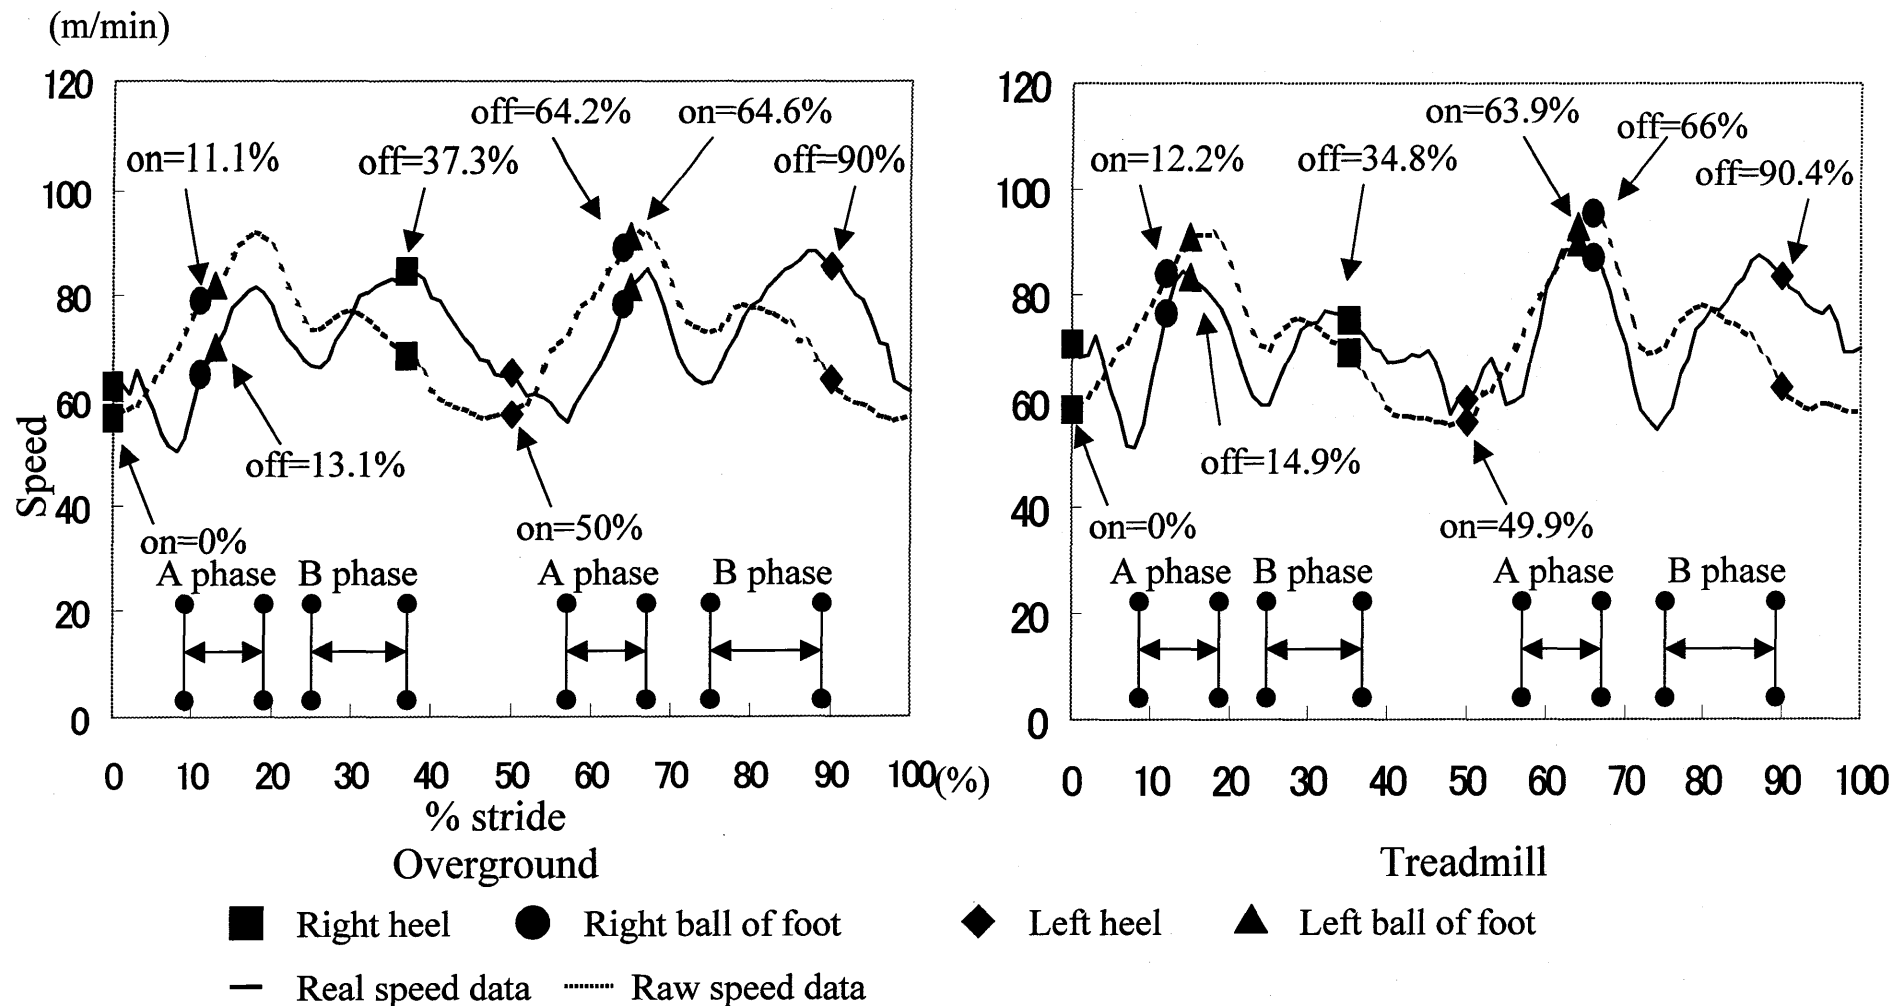 (m/min)
120
off=64.2% on=64.6%
on=11.1% off=37.3% off=90%
100
80
60
Speed
off=13.1%
40
on=50%
on=0%
A phase B phase A phase B phase
20
0
0 10 20 30 40 50 60 70 80 90 100(%)
% stride
Overground
120
on=63.9% off=66%
on=12.2% off=34.8% off=90.4%
100
80
60
off=14.9%
40
on=0% on=49.9%
A phase B phase A phase B phase
20
0
0 10 20 30 40 50 60 70 80 90 100
Treadmill
Right heel Right ball of foot Left heel Left ball of foot
Real speed data Raw speed data